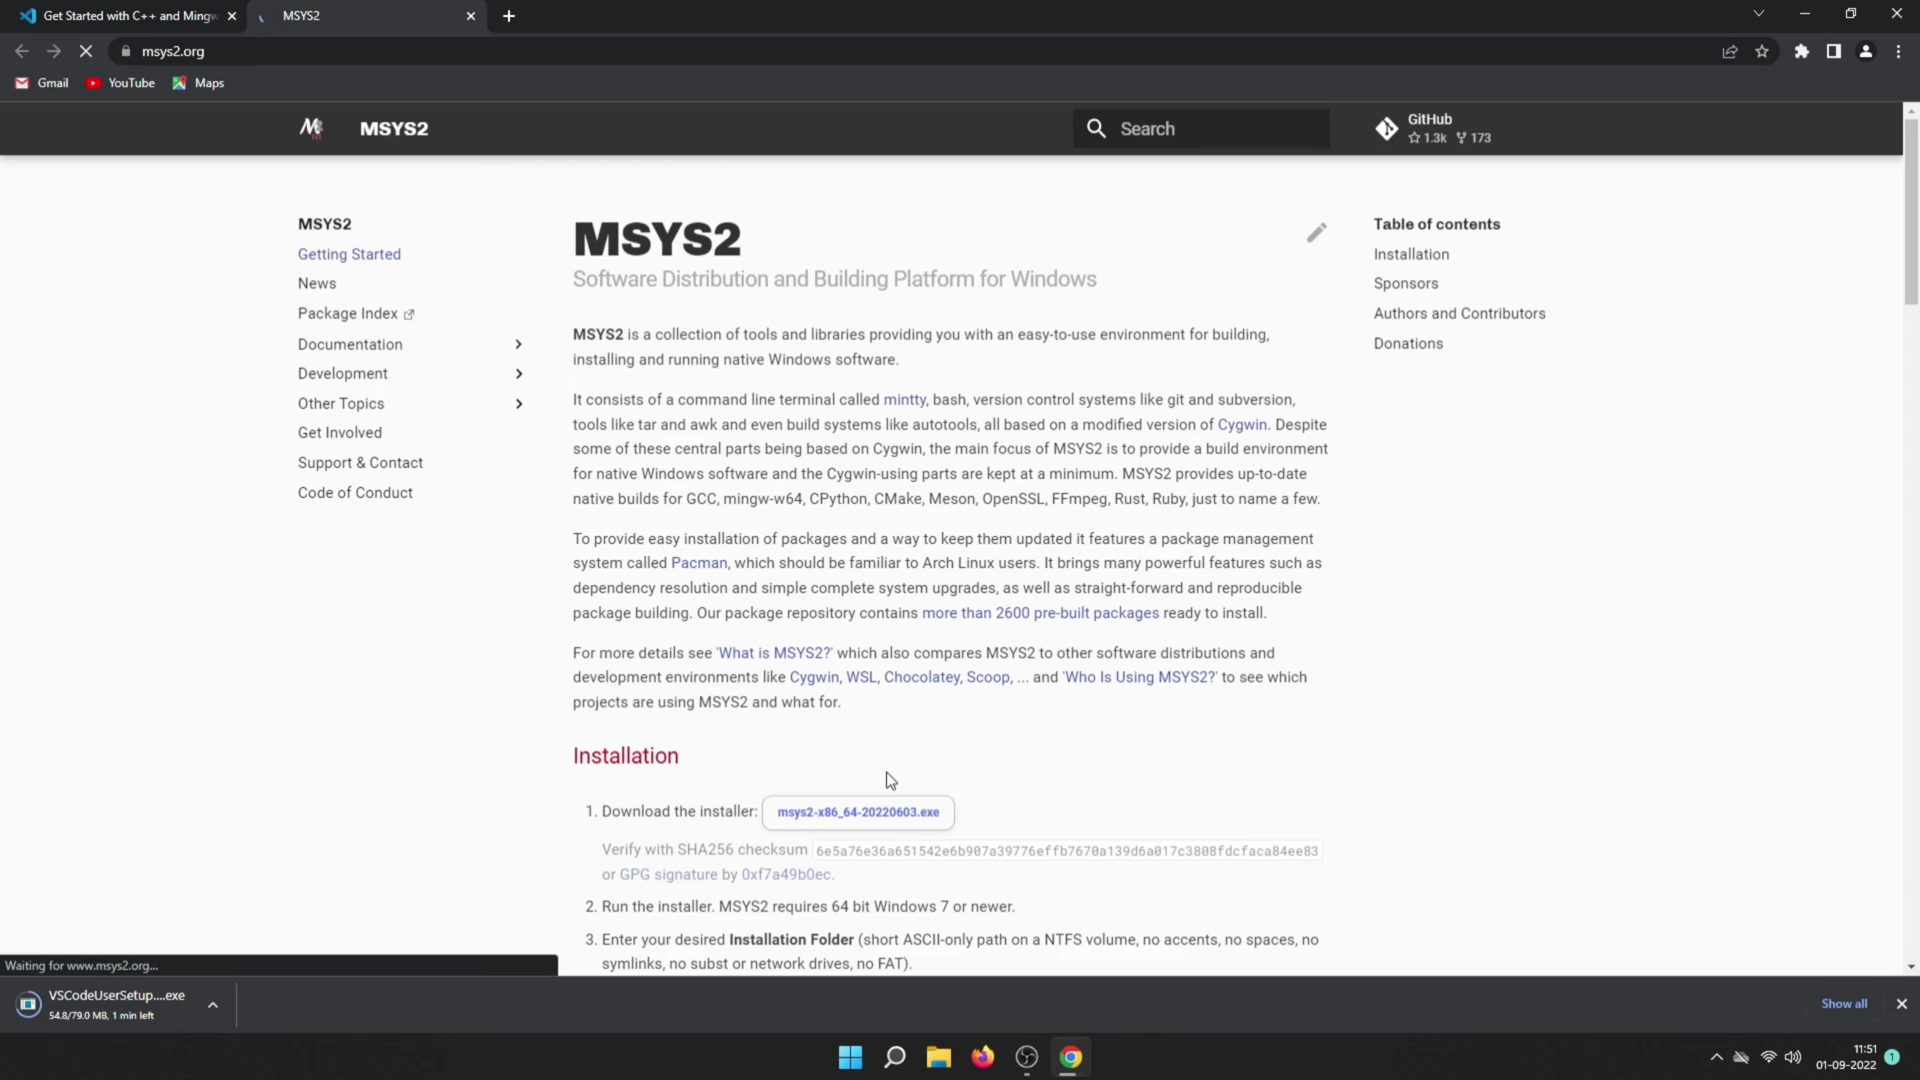 Get Started with C++ and Mingw
MSYS2
msys2.org
Gmail
YouTube
Maps
MSYS2
Search
GitHub
1.3k 173
MSYS2
Getting Started
News
Package Index
Documentation
Development
Other Topics
Get Involved
Support & Contact
Code of Conduct
MSYS2
Software Distribution and Building Platform for Windows
MSYS2 is a collection of tools and libraries providing you with an easy-to-use environment for building,
installing and running native Windows software.
It consists of a command line terminal called mintty, bash, version control systems like git and subversion,
tools like tar and awk and even build systems like autotools, all based on a modified version of Cygwin. Despite
some of these central parts being based on Cygwin, the main focus of MSYS2 is to provide a build environment
for native Windows software and the Cygwin-using parts are kept at a minimum. MSYS2 provides up-to-date
native builds for GCC, mingw-w64, CPython, CMake, Meson, OpenSSL, FFmpeg, Rust, Ruby, just to name a few.
To provide easy installation of packages and a way to keep them updated it features a package management
system called Pacman, which should be familiar to Arch Linux users. It brings many powerful features such as
dependency resolution and simple complete system upgrades, as well as straight-forward and reproducible
package building. Our package repository contains more than 2600 pre-built packages ready to install.
For more details see 'What is MSYS2?' which also compares MSYS2 to other software distributions and
development environments like Cygwin, WSL, Chocolatey, Scoop, ... and 'Who Is Using MSYS2?' to see which
projects are using MSYS2 and what for.
Installation
1. Download the installer: msys2-x86_64-20220603.exe
Verify with SHA256 checksum 6e5a76e36a651542e6b907a39776effb7670a139d6a017c3808fdcfaca84ee83
or GPG signature by 0xf7a49b0ec.
2. Run the installer. MSYS2 requires 64 bit Windows 7 or newer.
3. Enter your desired Installation Folder (short ASCII-only path on a NTFS volume, no accents, no spaces, no
symlinks, no subst or network drives, no FAT).
Table of contents
Installation
Sponsors
Authors and Contributors
Donations
Waiting for www.msys2.org...
VSCodeUserSetup....exe
54.8/79.0 MB, 1 min left
Show all
11:51
01-09-2022
1